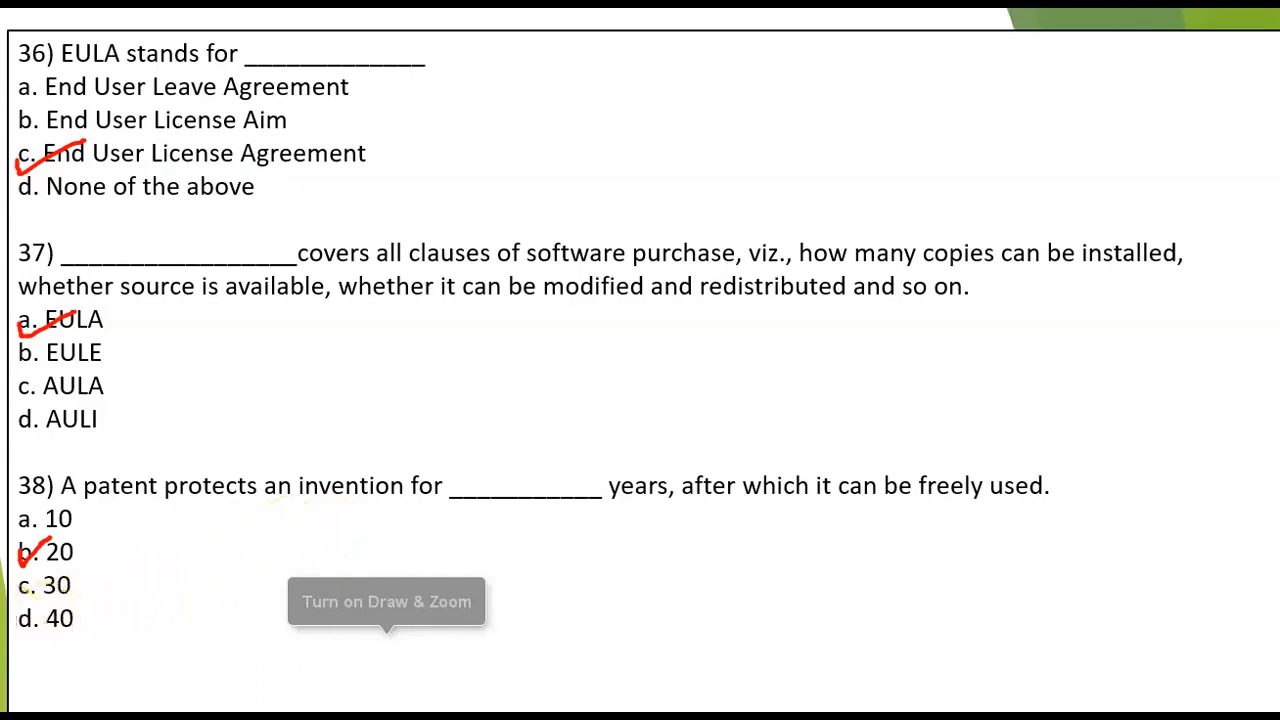 36) EULA stands for _____________
a. End User Leave Agreement
b. End User License Aim
c. End User License Agreement
d. None of the above
37) _________________covers all clauses of software purchase, viz., how many copies can be installed,
whether source is available, whether it can be modified and redistributed and so on.
a. EULA
b. EULE
c. AULA
d. AULI
38) A patent protects an invention for ___________ years, after which it can be freely used.
a. 10
b. 20
c. 30
d. 40
Turn on Draw & Zoom